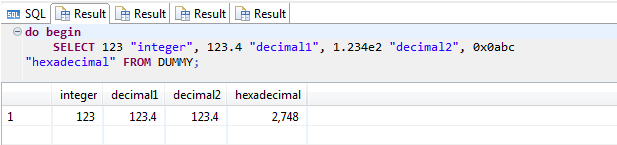 SQL Result Result Result Result
do begin
SELECT 123 "integer", 123.4 "decimal1", 1.234e2 "decimal2", 0x0abc
"hexadecimal" FROM DUMMY;
integer decimal1 decimal2 hexadecimal
1 123 123.4 123.4 2,748